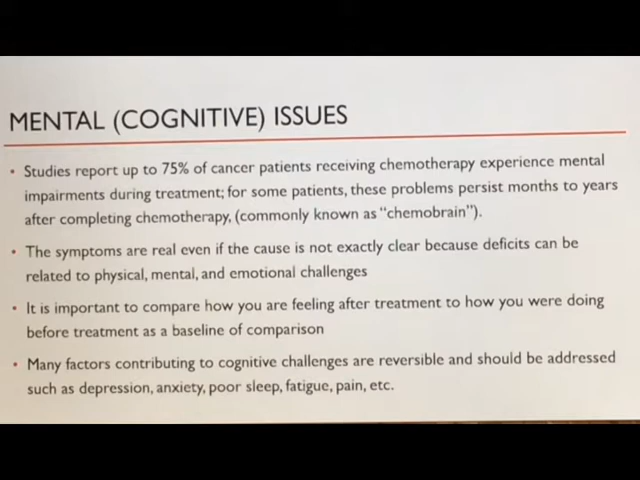 MENTAL (COGNITIVE) ISSUES
• Studies report up to 75% of cancer patients receiving chemotherapy experience mental
impairments during treatment; for some patients, these problems persist months to years
after completing chemotherapy, (commonly known as “chemobrain”).
• The symptoms are real even if the cause is not exactly clear because deficits can be
related to physical, mental, and emotional challenges
• It is important to compare how you are feeling after treatment to how you were doing
before treatment as a baseline of comparison
• Many factors contributing to cognitive challenges are reversible and should be addressed
such as depression, anxiety, poor sleep, fatigue, pain, etc.